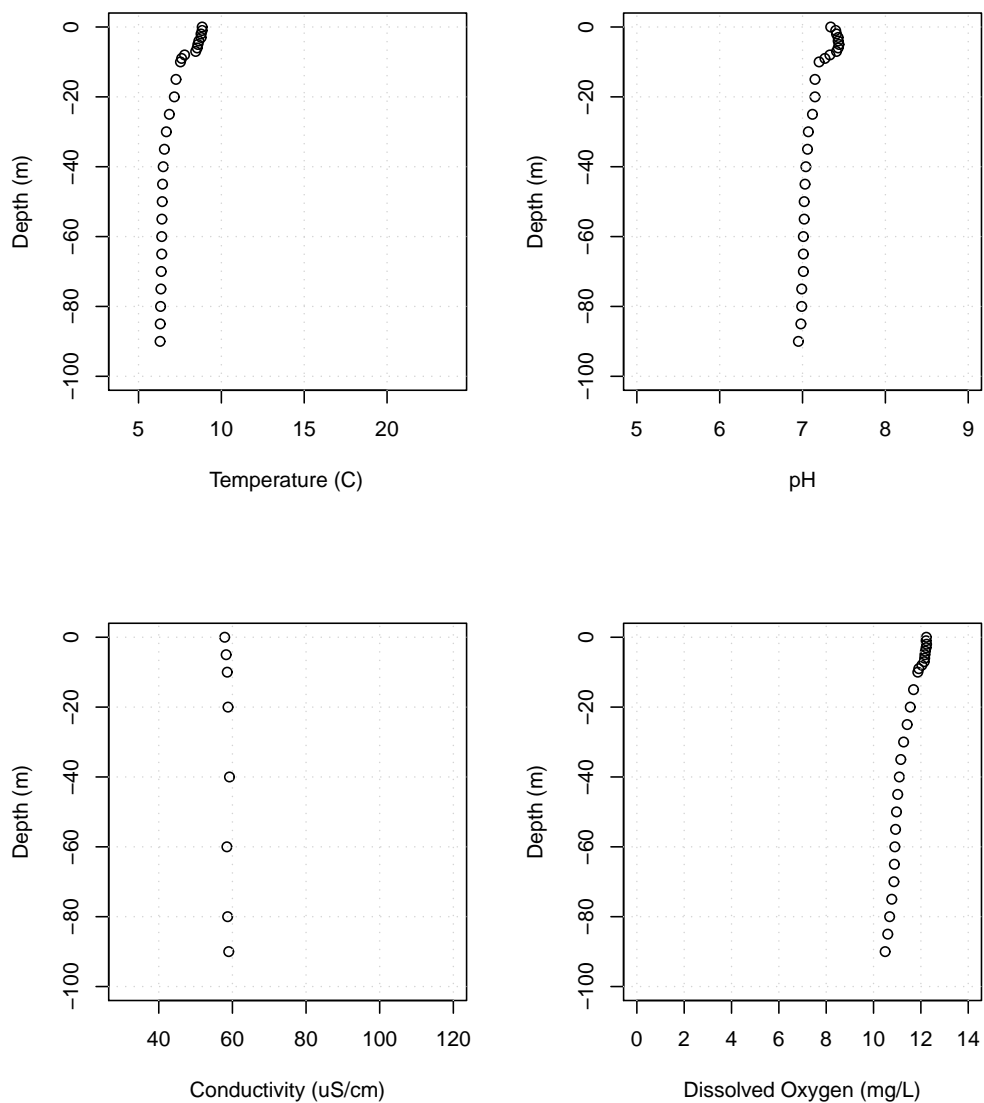 0
−20
−40
−60
−80
−100
Depth (m)
5 10 15 20
Temperature (C)
0
−20
−40
−60
−80
−100
Depth (m)
5 6 7 8 9
pH
0
−20
−40
−60
−80
−100
Depth (m)
40 60 80 100 120
Conductivity (uS/cm)
0
−20
−40
−60
−80
−100
Depth (m)
0 2 4 6 8 10 12 14
Dissolved Oxygen (mg/L)